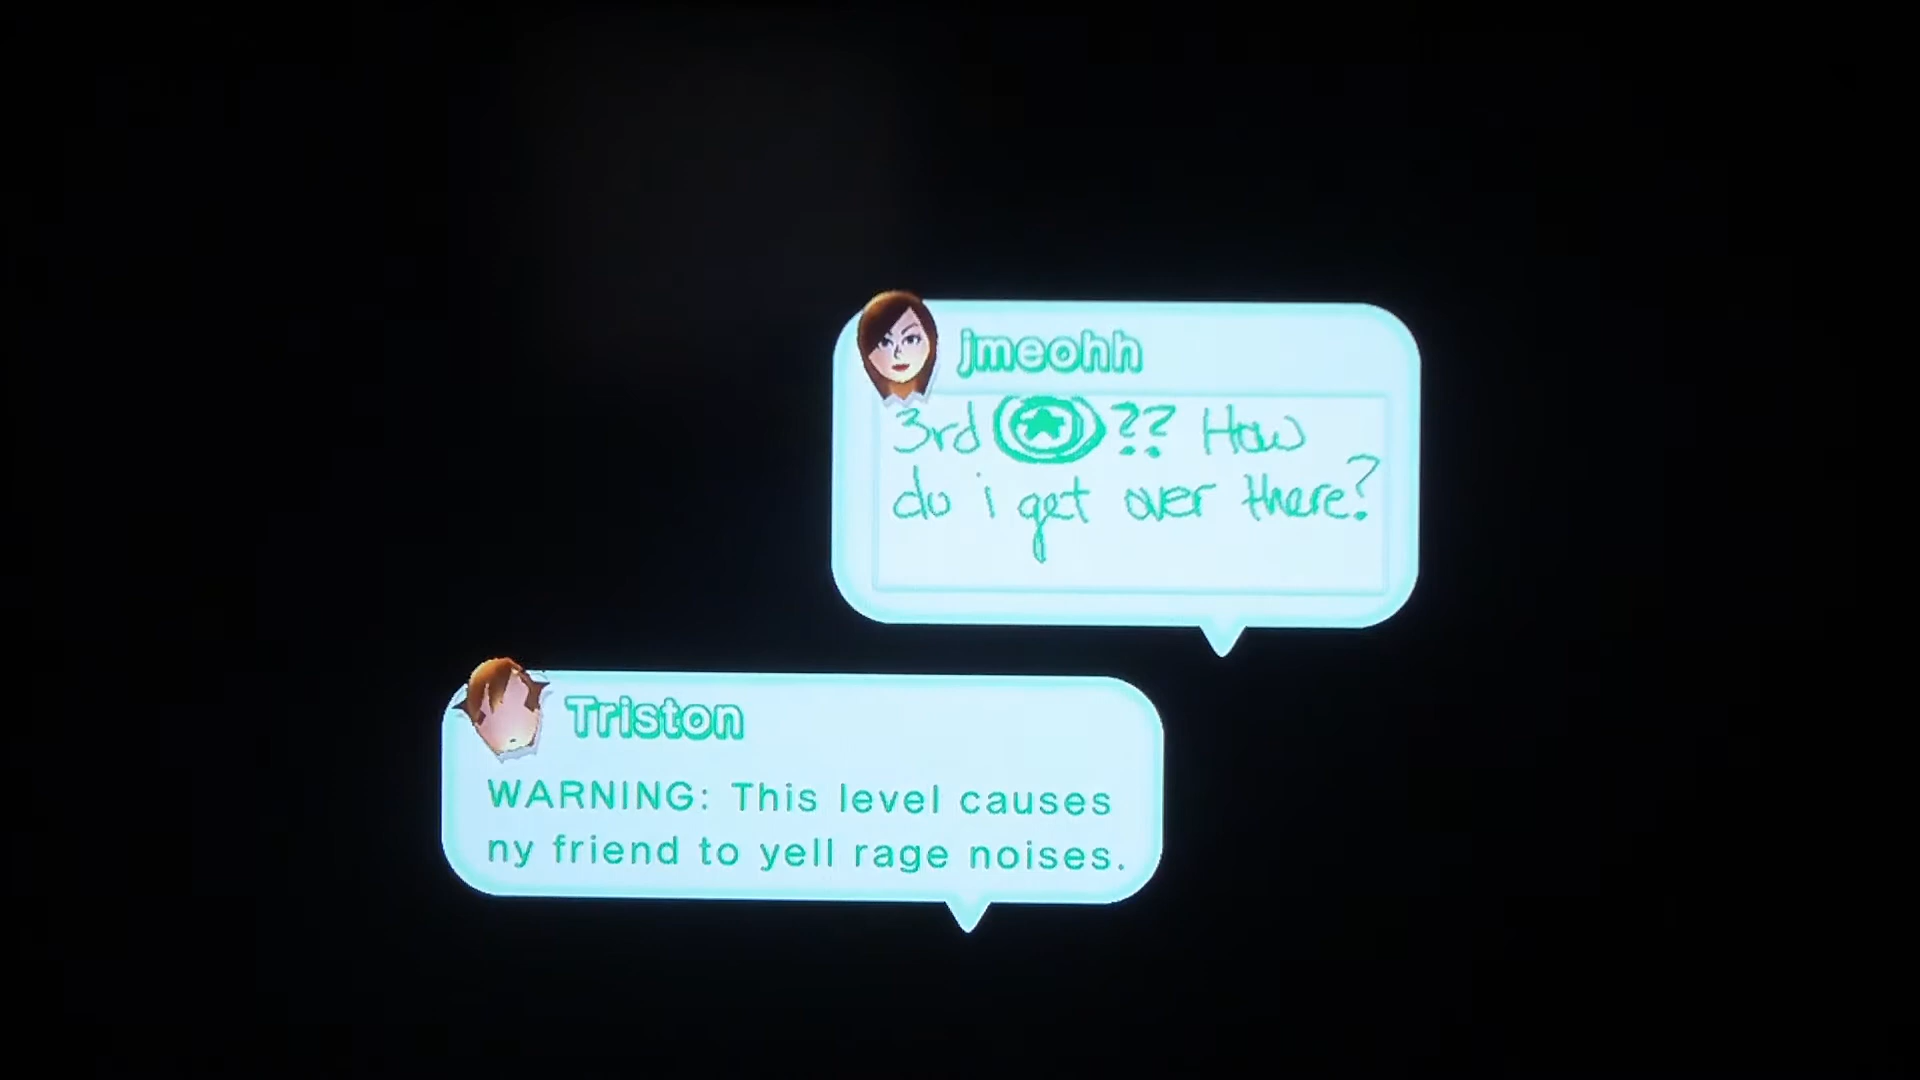 jmeohh
3rd ?? How
do i get over there?
Triston
WARNING: This level causes
ny friend to yell rage noises.